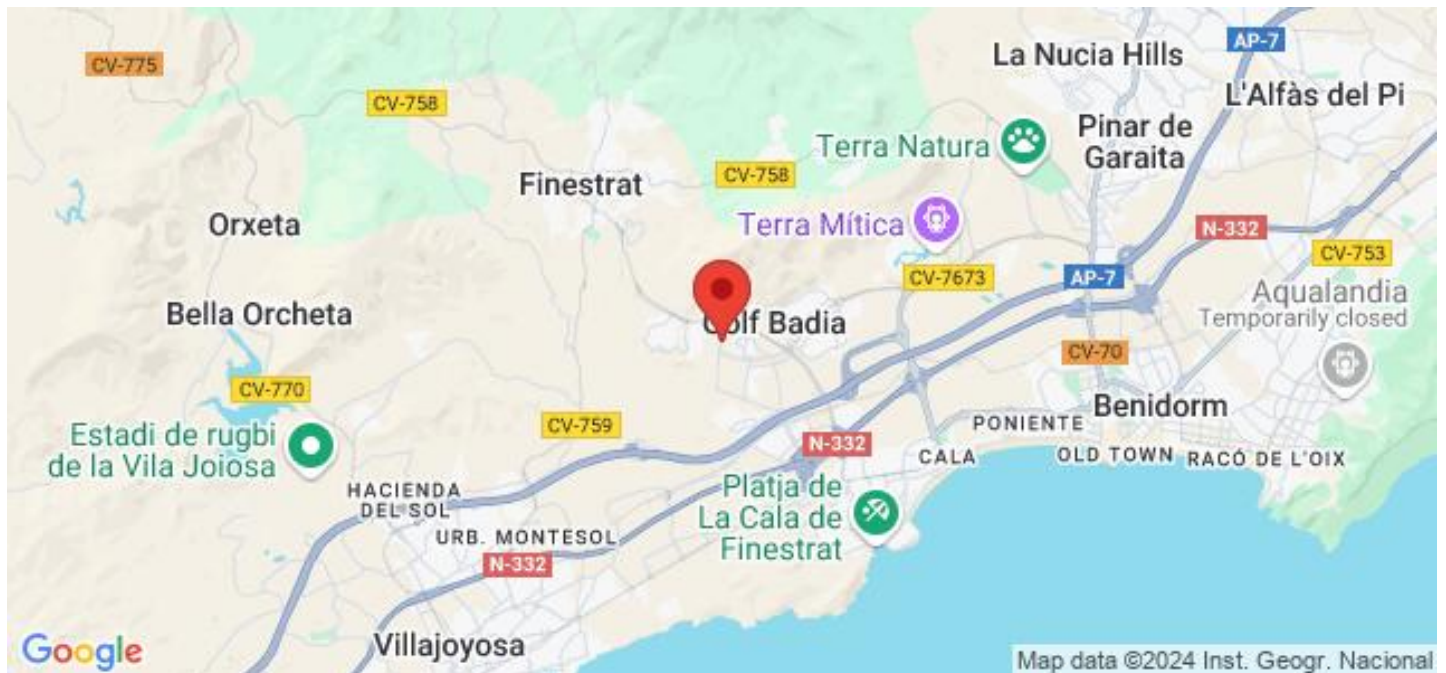 La Nucia Hills
AP-7
CV-775
CV-758
L'Alfàs del Pi
Terra Natura
Pinar de
Garaita
Finestrat
CV-758
Orxeta
Terra Mítica
N-332
CV-753
CV-7673
AP-7
Aqualandia
Temporarily closed
Bella Orcheta
Golf Badia
CV-70
CV-770
Benidorm
CV-759
PONIENTE
Estadi de rugbi
de la Vila Joiosa
N-332
CALA
OLD TOWN
RACÓ DE L'OIX
HACIENDA
DEL SOL
Platja de
La Cala de
Finestrat
URB. MONTESOL
N-332
Villajoyosa
Google
Map data ©2024 Inst. Geogr. Nacional